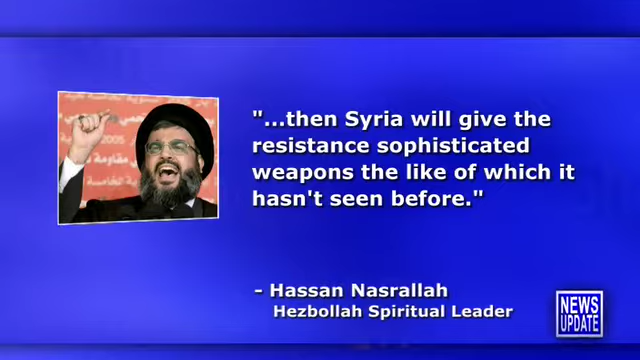 2005
"...then Syria will give the
resistance sophisticated
weapons the like of which it
hasn't seen before."
- Hassan Nasrallah
Hezbollah Spiritual Leader
NEWS
UPDATE